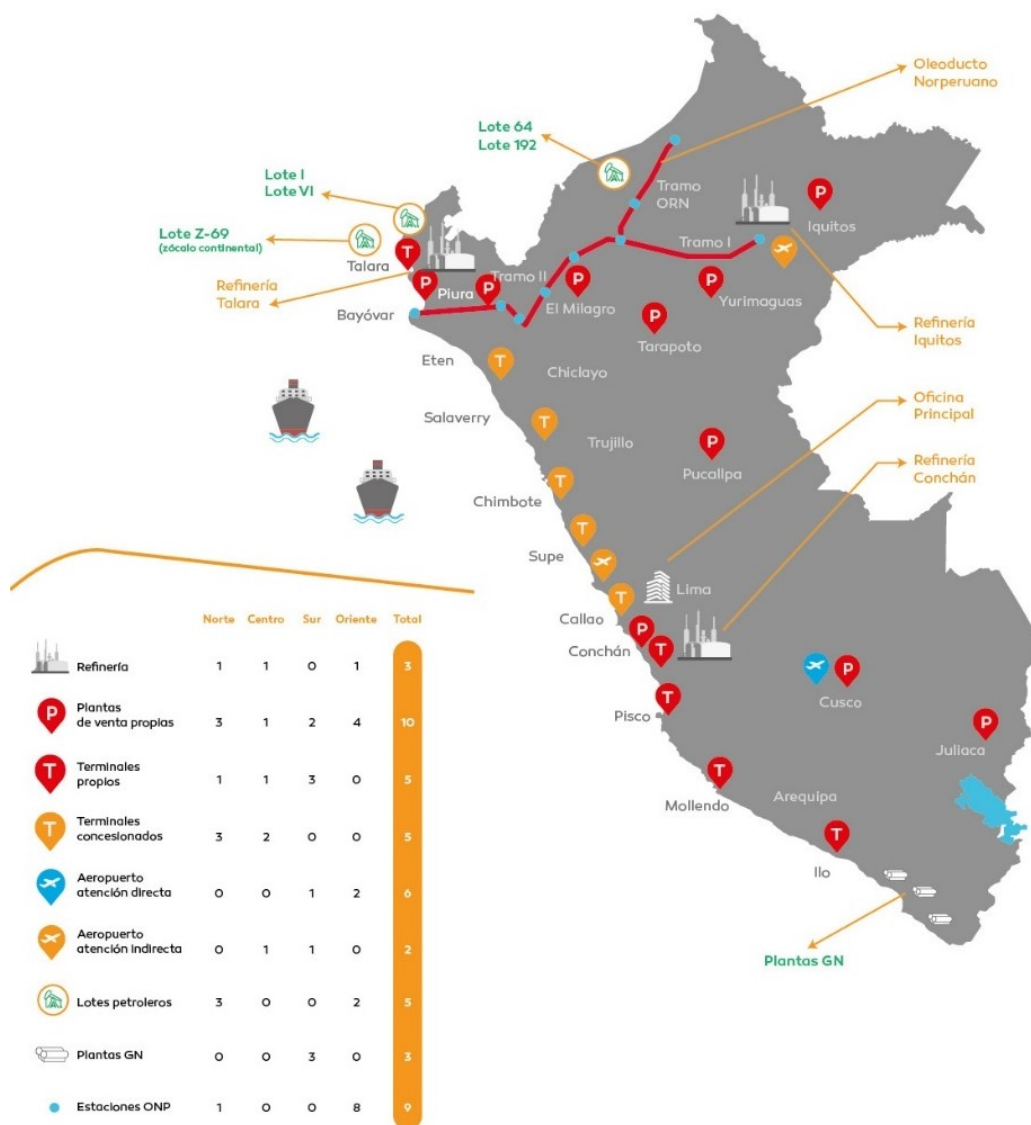 Oleoducto
Norperuano
Lote 64
Lote 192
Lote I
Lote VI
Tramo
ORN
Iquitos
Lote Z-69
(zócalo continental)
Tramo I
Talara
Refinería
Talara
Tramo II
Piura
El Milagro
Yurimaguas
Bayóvar
Refinería
Iquitos
Tarapoto
Eten
Chiclayo
Oficina
Principal
Salaverry
Trujillo
Pucallpa
Refinería
Conchán
Chimbote
Supe
Lima
Callao
Conchán
Cusco
Pisco
Juliaca
Mollendo
Arequipa
Ilo
Plantas GN
Norte Centro Sur Oriente Total
Refinería 1 1 0 1 3
P Plantas
de venta propias 3 1 2 4 10
T Terminales
propios 1 1 3 0 5
T Terminales
concesionados 3 2 0 0 5
Aeropuerto
atención directa 0 0 1 2 6
Aeropuerto
atención indirecta 0 1 1 0 2
Lotes petroleros 3 0 0 2 5
Plantas GN 0 0 3 0 3
Estaciones ONP 1 0 0 8 9